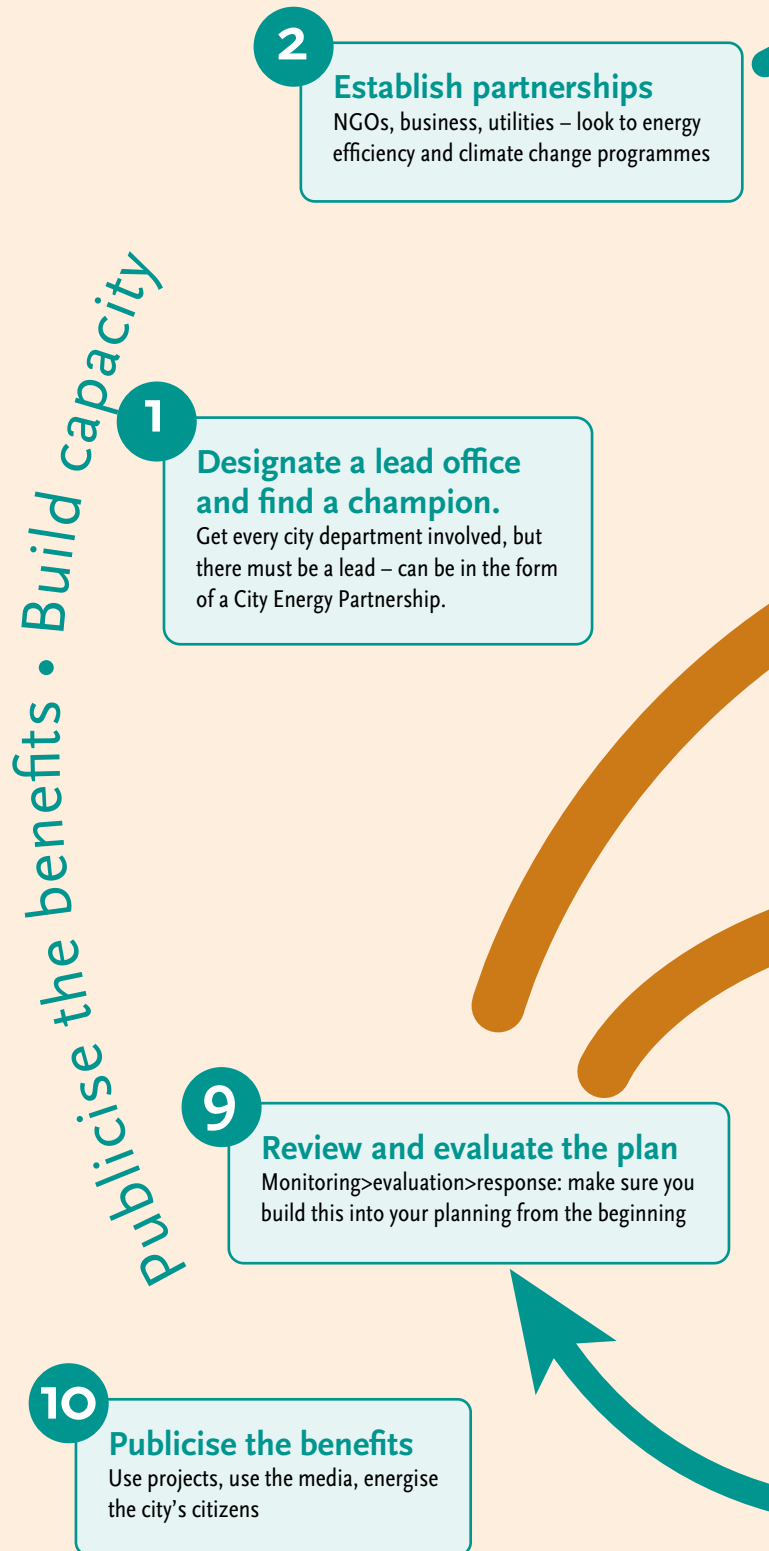 2
Establish partnerships
NGOs, business, utilities – look to energy
efficiency and climate change programmes
Publicise the benefits • Build capacity
1
Designate a lead office
and find a champion.
Get every city department involved, but
there must be a lead – can be in the form
of a City Energy Partnership.
9
Review and evaluate the plan
Monitoring>evaluation>response: make sure you
build this into your planning from the beginning
10
Publicise the benefits
Use projects, use the media, energise
the city’s citizens